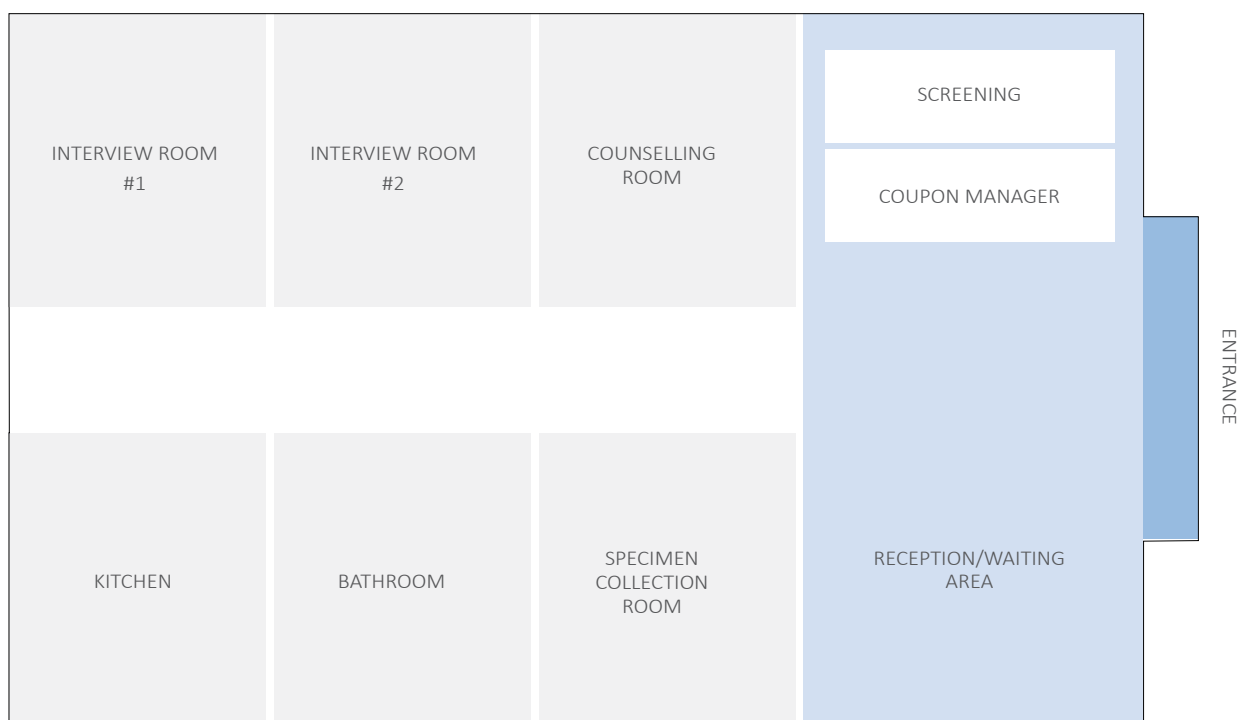 INTERVIEW ROOM
#1
INTERVIEW ROOM
#2
COUNSELLING
ROOM
SCREENING
COUPON MANAGER
ENTRANCE
KITCHEN
BATHROOM
SPECIMEN
COLLECTION
ROOM
RECEPTION/WAITING
AREA